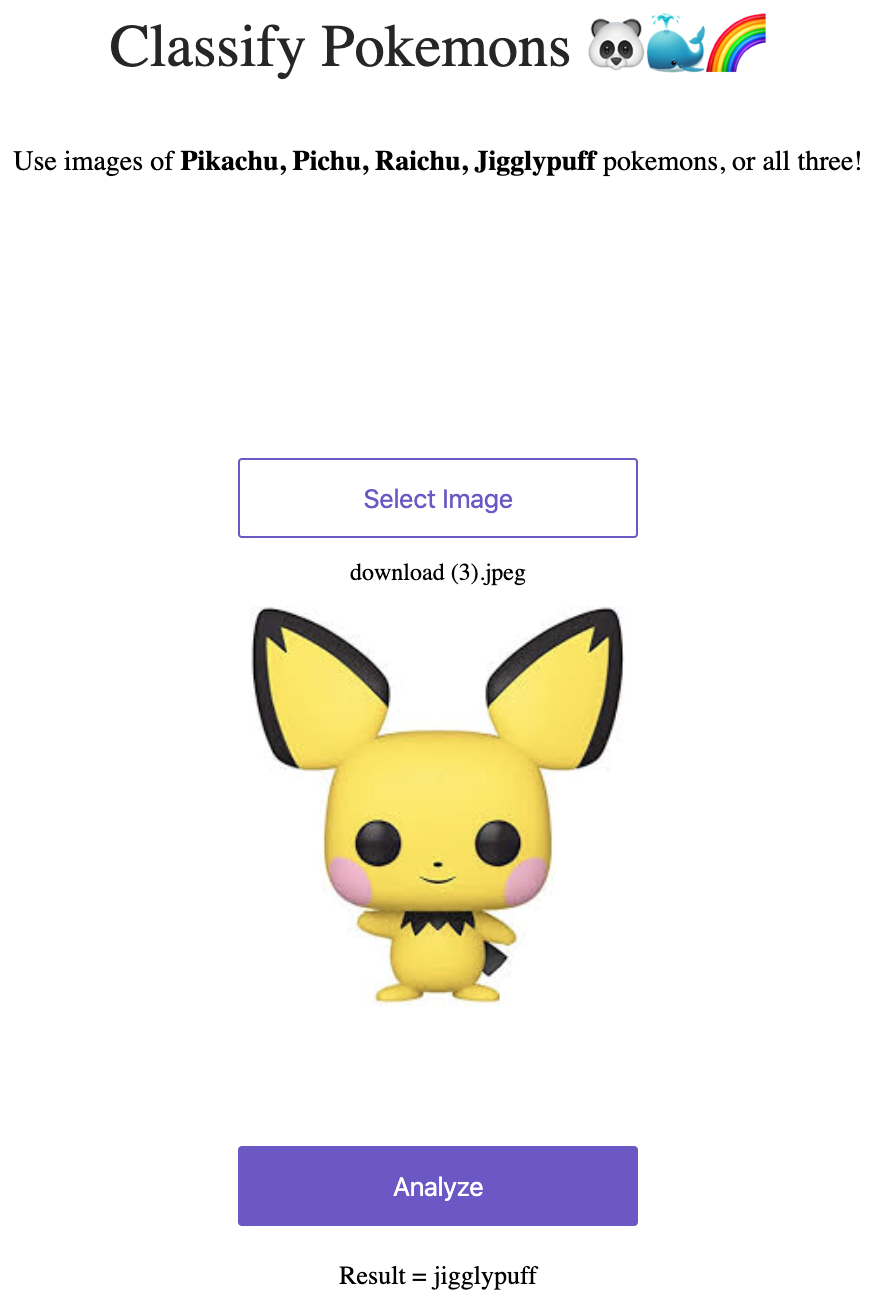 Classify Pokemons 🐼🐳🌈
Use images of Pikachu, Pichu, Raichu, Jigglypuff pokemons, or all three!
Select Image
download (3).jpeg
Analyze
Result = jigglypuff